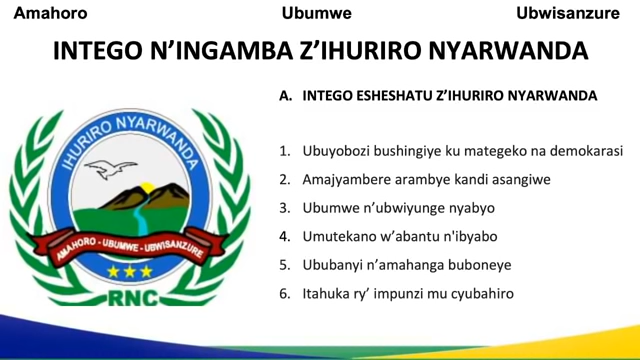 Amahoro Ubumwe Ubwisanzure
INTEGO N’INGAMBA Z’IHURIRO NYARWANDA
A. INTEGO ESHESHATU Z’IHURIRO NYARWANDA
1. Ubuyobozi bushingiye ku mategeko na demokarasi
2. Amajyambere arambye kandi asangiwe
3. Ubumwe n’ubwiyunge nyabyo
4. Umutekano w’abantu n'ibyabo
5. Ububanyi n’amahanga buboneye
6. Itahuka ry’ impunzi mu cyubahiro
IHURIRO NYARWANDA
AMAHORO - UBUMWE - UBWISANZURE
RNC